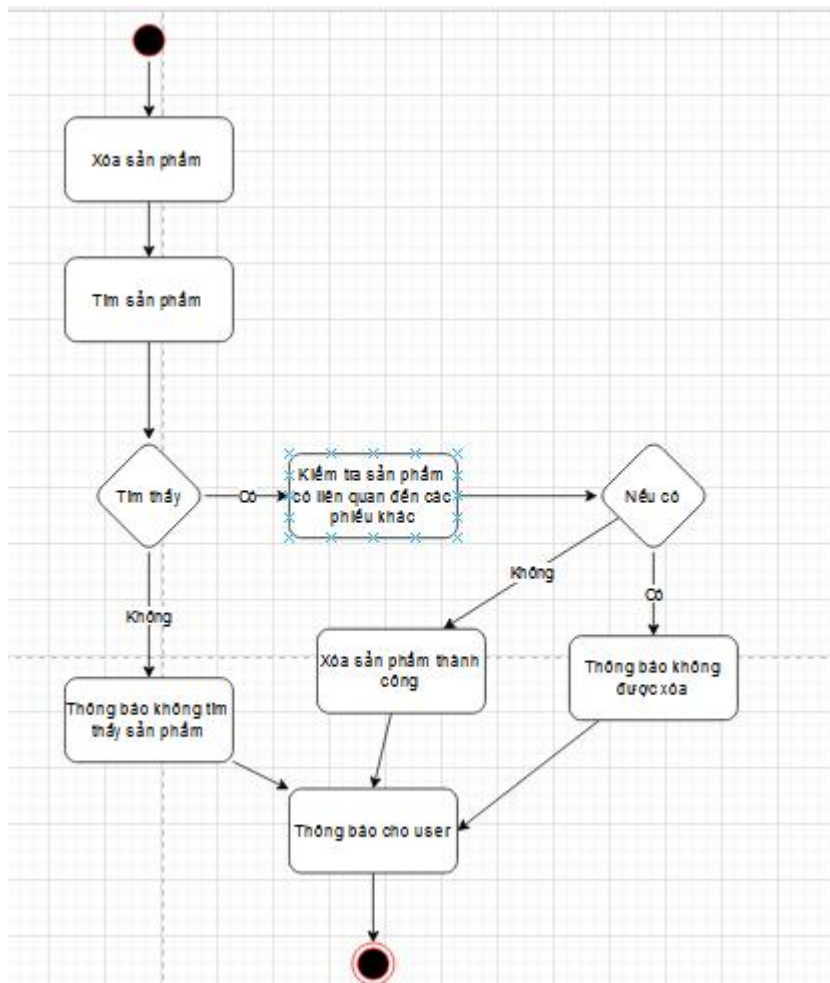 Xóa sản phẩm
Tìm sản phẩm
Tìm thấy
Có
Kiểm tra sản phẩm
có liên quan đến các
phiếu khác
Nếu có
Không
Có
Không
Xóa sản phẩm thành
công
Thông báo không
được xóa
Thông báo không tìm
thấy sản phẩm
Thông báo cho user